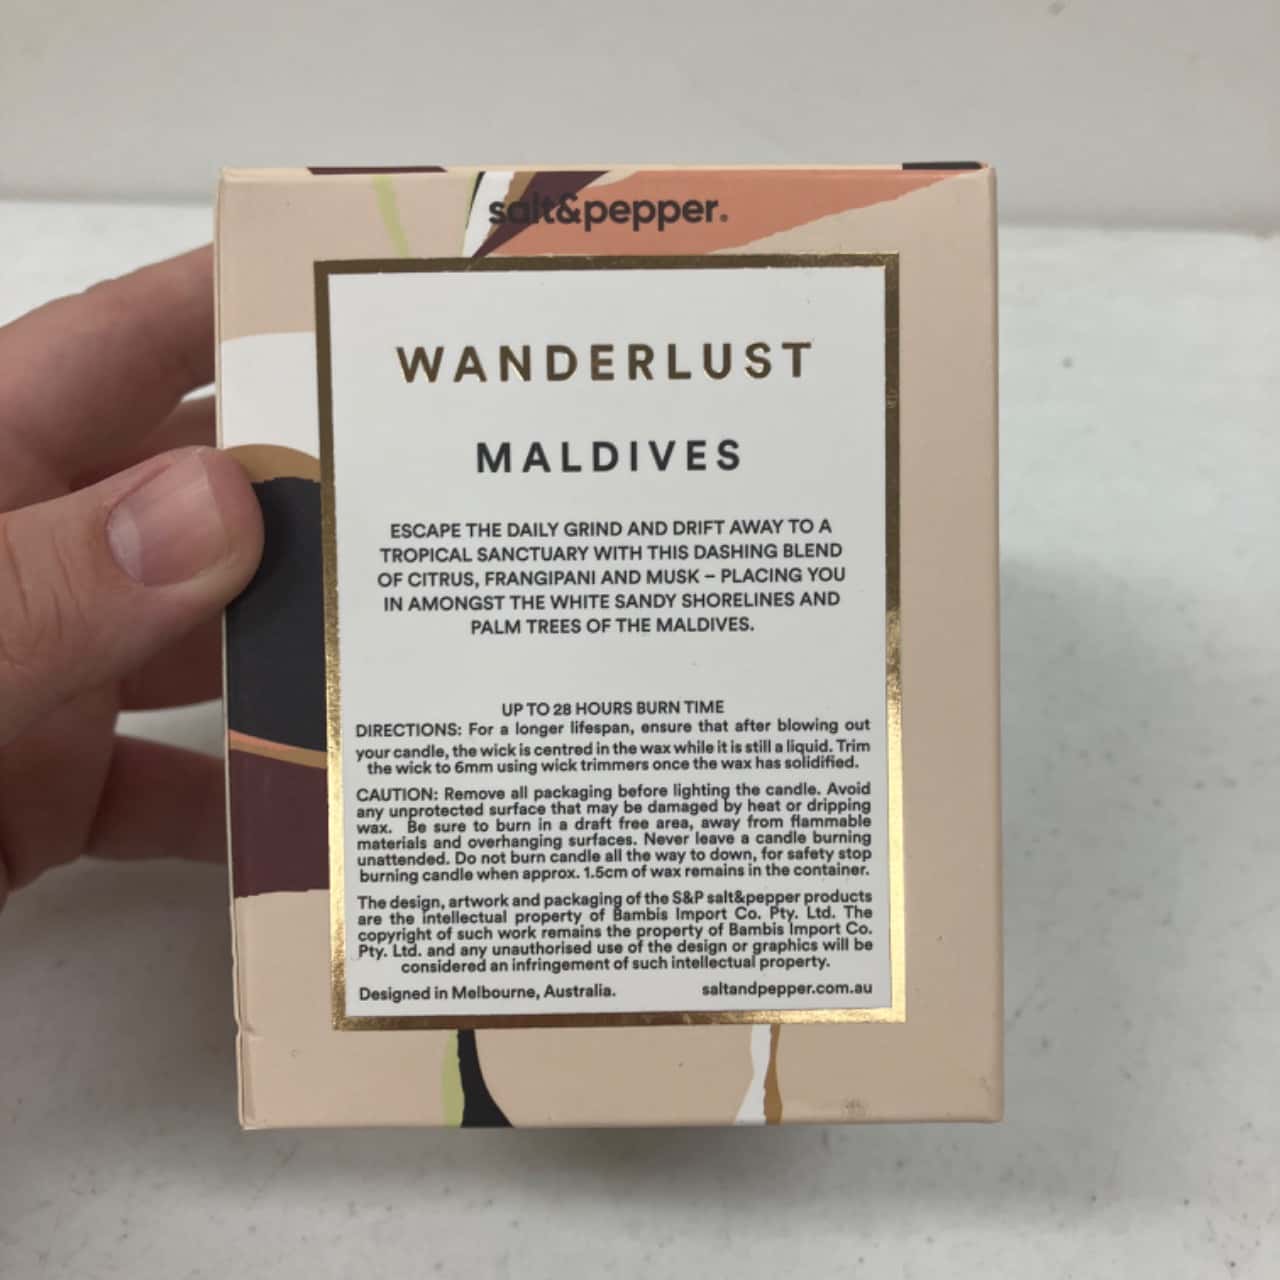 salt&pepper®
WANDERLUST
MALDIVES
ESCAPE THE DAILY GRIND AND DRIFT AWAY TO A
TROPICAL SANCTUARY WITH THIS DASHING BLEND
OF CITRUS, FRANGIPANI AND MUSK – PLACING YOU
IN AMONGST THE WHITE SANDY SHORELINES AND
PALM TREES OF THE MALDIVES.
UP TO 28 HOURS BURN TIME
DIRECTIONS: For a longer lifespan, ensure that after blowing out
your candle, the wick is centred in the wax while it is still a liquid. Trim
the wick to 6mm using wick trimmers once the wax has solidified.
CAUTION: Remove all packaging before lighting the candle. Avoid
any unprotected surface that may be damaged by heat or dripping
wax. Be sure to burn in a draft free area, away from flammable
materials and overhanging surfaces. Never leave a candle burning
unattended. Do not burn candle all the way to down, for safety stop
burning candle when approx. 1.5cm of wax remains in the container.
The design, artwork and packaging of the S&P salt&pepper products
are the intellectual property of Bambis Import Co. Pty. Ltd. The
copyright of such work remains the property of Bambis Import Co.
Pty. Ltd. and any unauthorised use of the design or graphics will be
considered an infringement of such intellectual property.
Designed in Melbourne, Australia. saltandpepper.com.au